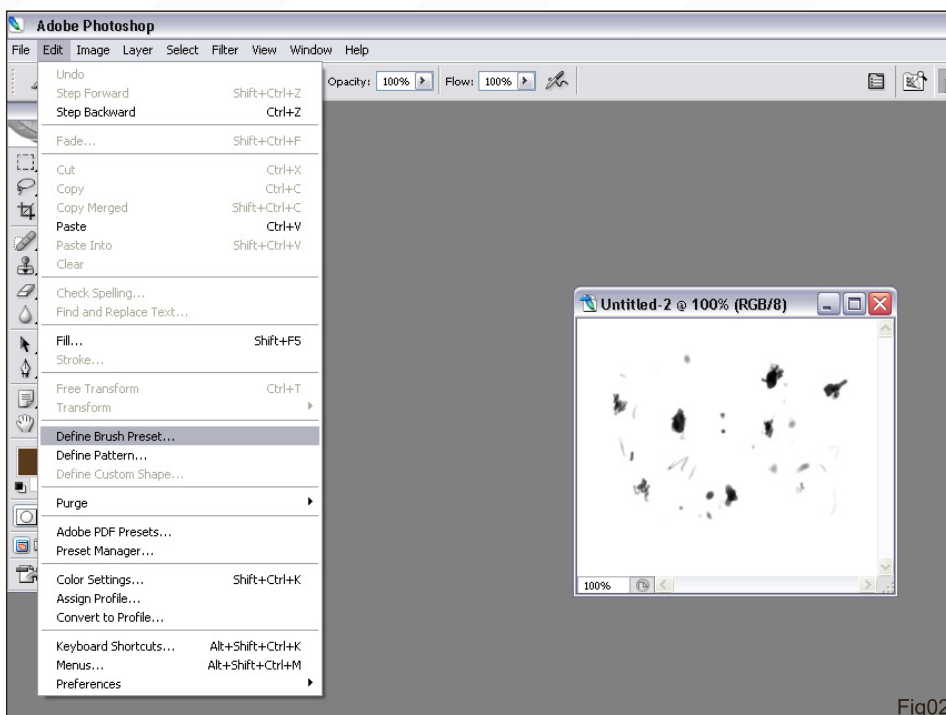 Adobe Photoshop
File Edit Image Layer Select Filter View Window Help
Opacity: 100% Flow: 100%
Undo
Step Forward Shift+Ctrl+Z
Step Backward Ctrl+Z
Fade... Shift+Ctrl+F
Cut Ctrl+X
Copy Ctrl+C
Copy Merged Shift+Ctrl+C
Paste Ctrl+V
Paste Into Shift+Ctrl+V
Clear
Check Spelling...
Find and Replace Text...
Fill... Shift+F5
Stroke...
Free Transform Ctrl+T
Transform
Define Brush Preset...
Define Pattern...
Define Custom Shape...
Purge
Adobe PDF Presets...
Preset Manager...
Color Settings... Shift+Ctrl+K
Assign Profile...
Convert to Profile...
Keyboard Shortcuts... Alt+Shift+Ctrl+K
Menus... Alt+Shift+Ctrl+M
Preferences
Untitled-2 @ 100% (RGB/8)
100%
Fig02